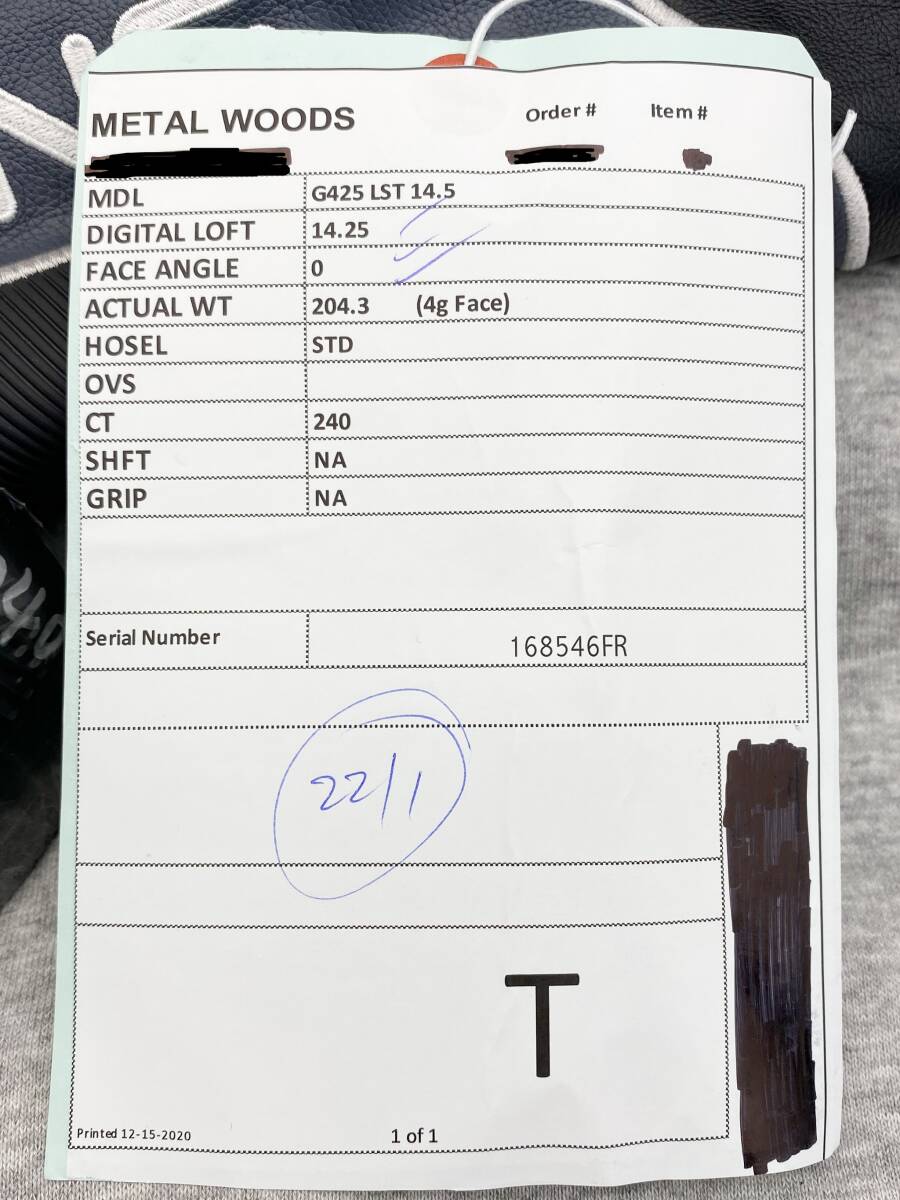 METAL WOODS Order # Item #
MDL G425 LST 14.5
DIGITAL LOFT 14.25
FACE ANGLE 0
ACTUAL WT 204.3 (4g Face)
HOSEL STD
OVS
CT 240
SHFT NA
GRIP NA
Serial Number 168546FR
22/1
T
Printed 12-15-2020 1 of 1